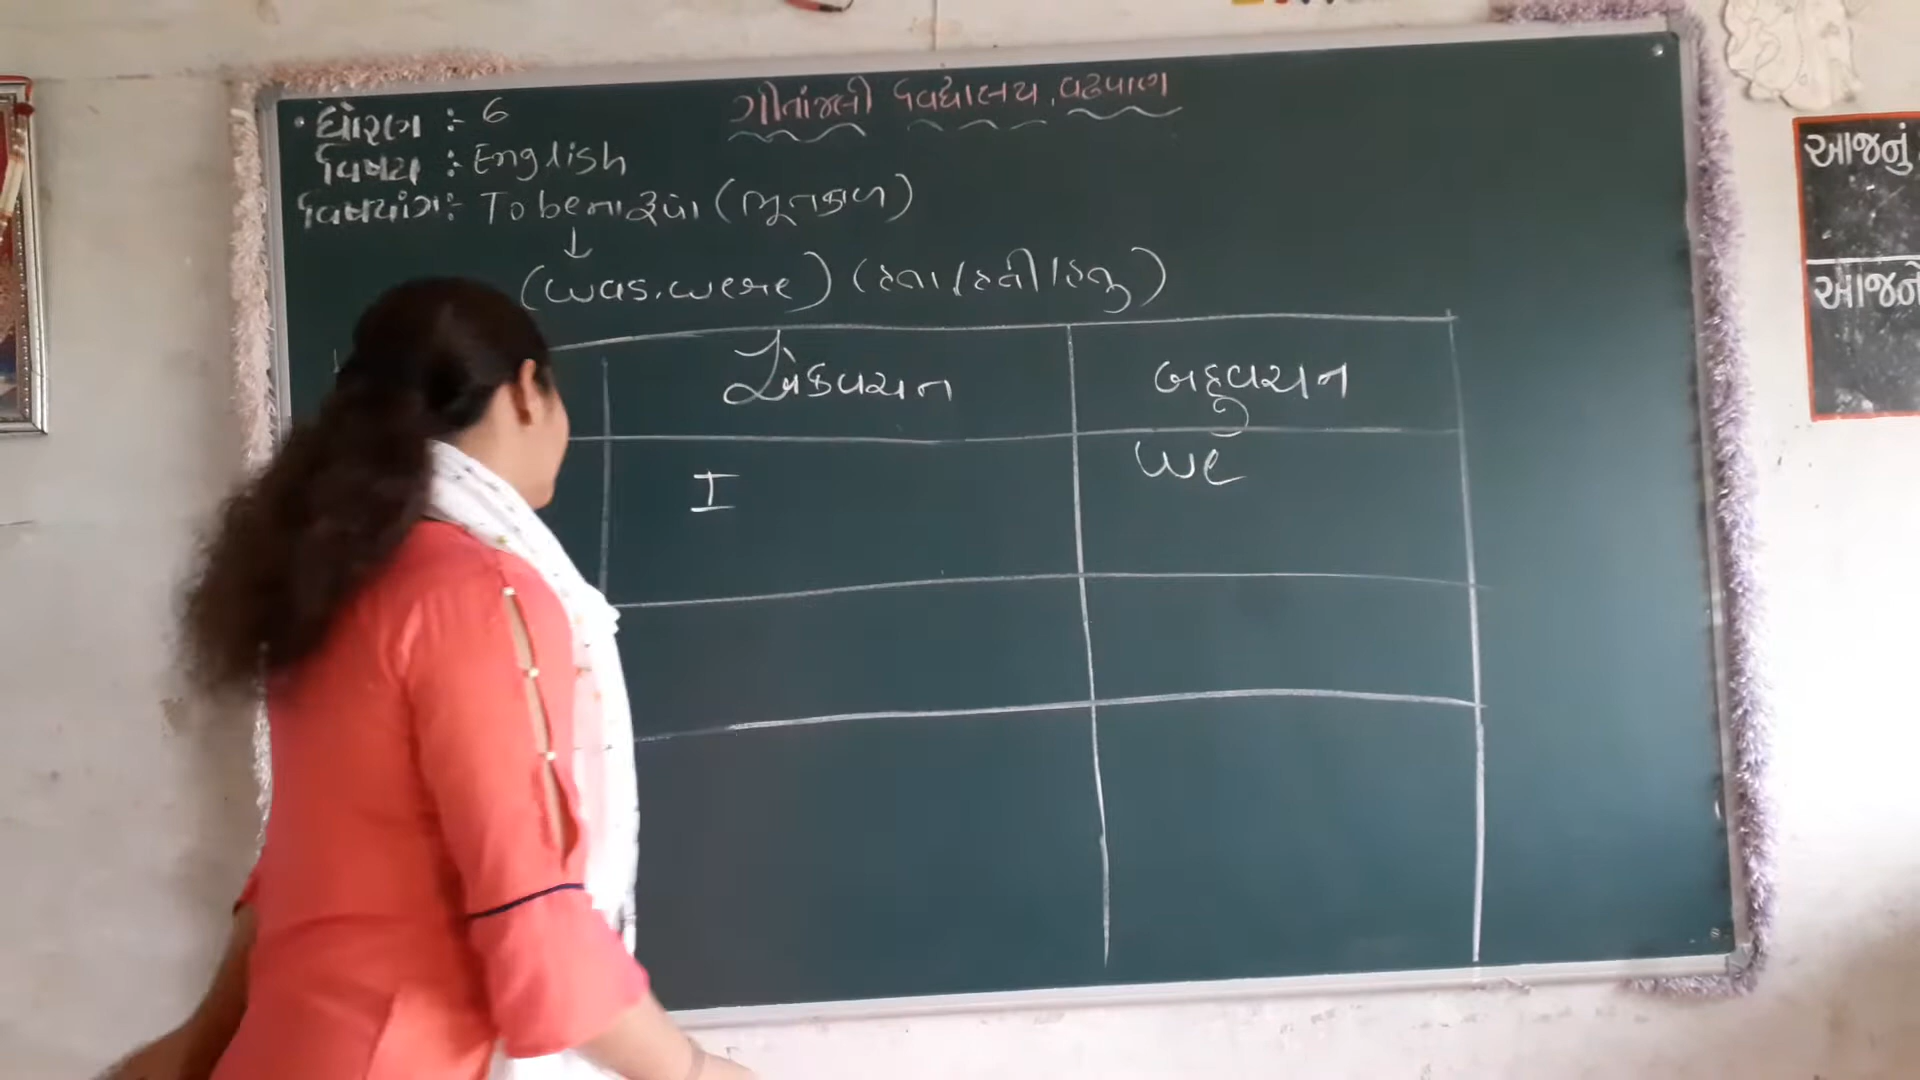 ગીતાંજલી વિદ્યાલય, વઢવાણ
ધોરણ :- 6
વિષય :- English
વિષયાંગ :- To be ના રૂપો (ભૂતકાળ)
↓
(was, were) (હતા/હતી/હતુ)
એકવચન બહુવચન
I We
આજનું
આજનો